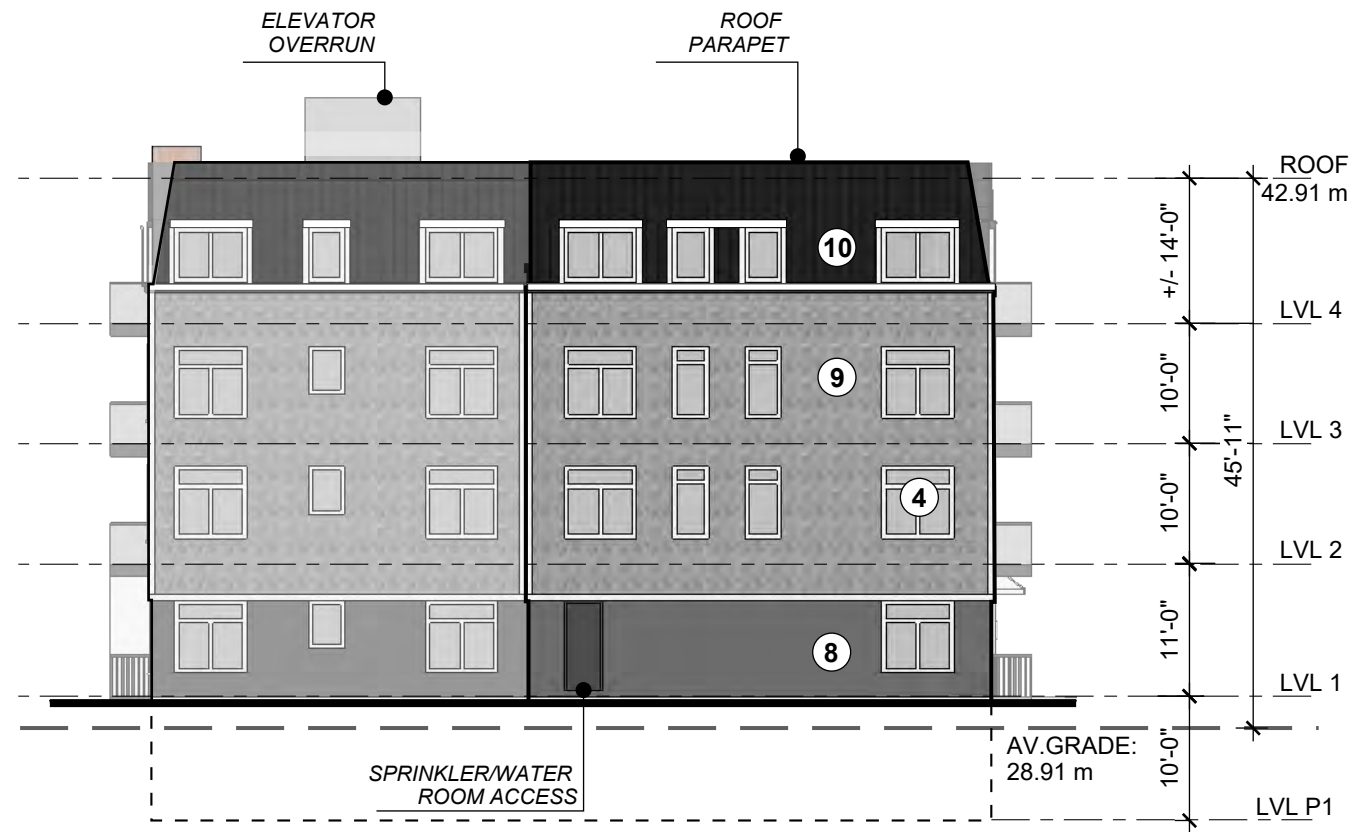 ELEVATOR
OVERRUN
ROOF
PARAPET
ROOF
42.91 m
+/- 14'-0"
10
LVL 4
9
10'-0"
LVL 3
45'-11"
4
10'-0"
LVL 2
8
11'-0"
LVL 1
AV.GRADE:
28.91 m
10'-0"
SPRINKLER/WATER
ROOM ACCESS
LVL P1